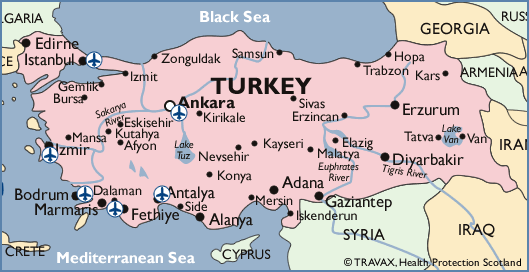 Black Sea
GARIA
GEORGIA
RUSS
Edirne
Istanbul
Zonguldak
Samsun
Hopa
Trabzon
Kars
ARMENIA
Izmit
Gemlik
Bursa
TURKEY
Sakarya
River
Ankara
Sivas
Erzincan
Erzurum
Kirikale
Eskisehir
Kutahya
Afyon
Mansa
Izmir
Lake
Tuz
Kayseri
Nevsehir
Elazig
Malatya
Euphrates
River
Tatva
Lake
Van
Van
IRAN
Diyarbakir
Tigris River
Konya
Bodrum
Dalaman
Marmaris
Fethiye
Antalya
Side
Alanya
Adana
Mersin
Gaziantep
Iskenderun
CRETE
CYPRUS
SYRIA
IRAQ
Mediterranean Sea
© TRAVAX, Health Protection Scotland